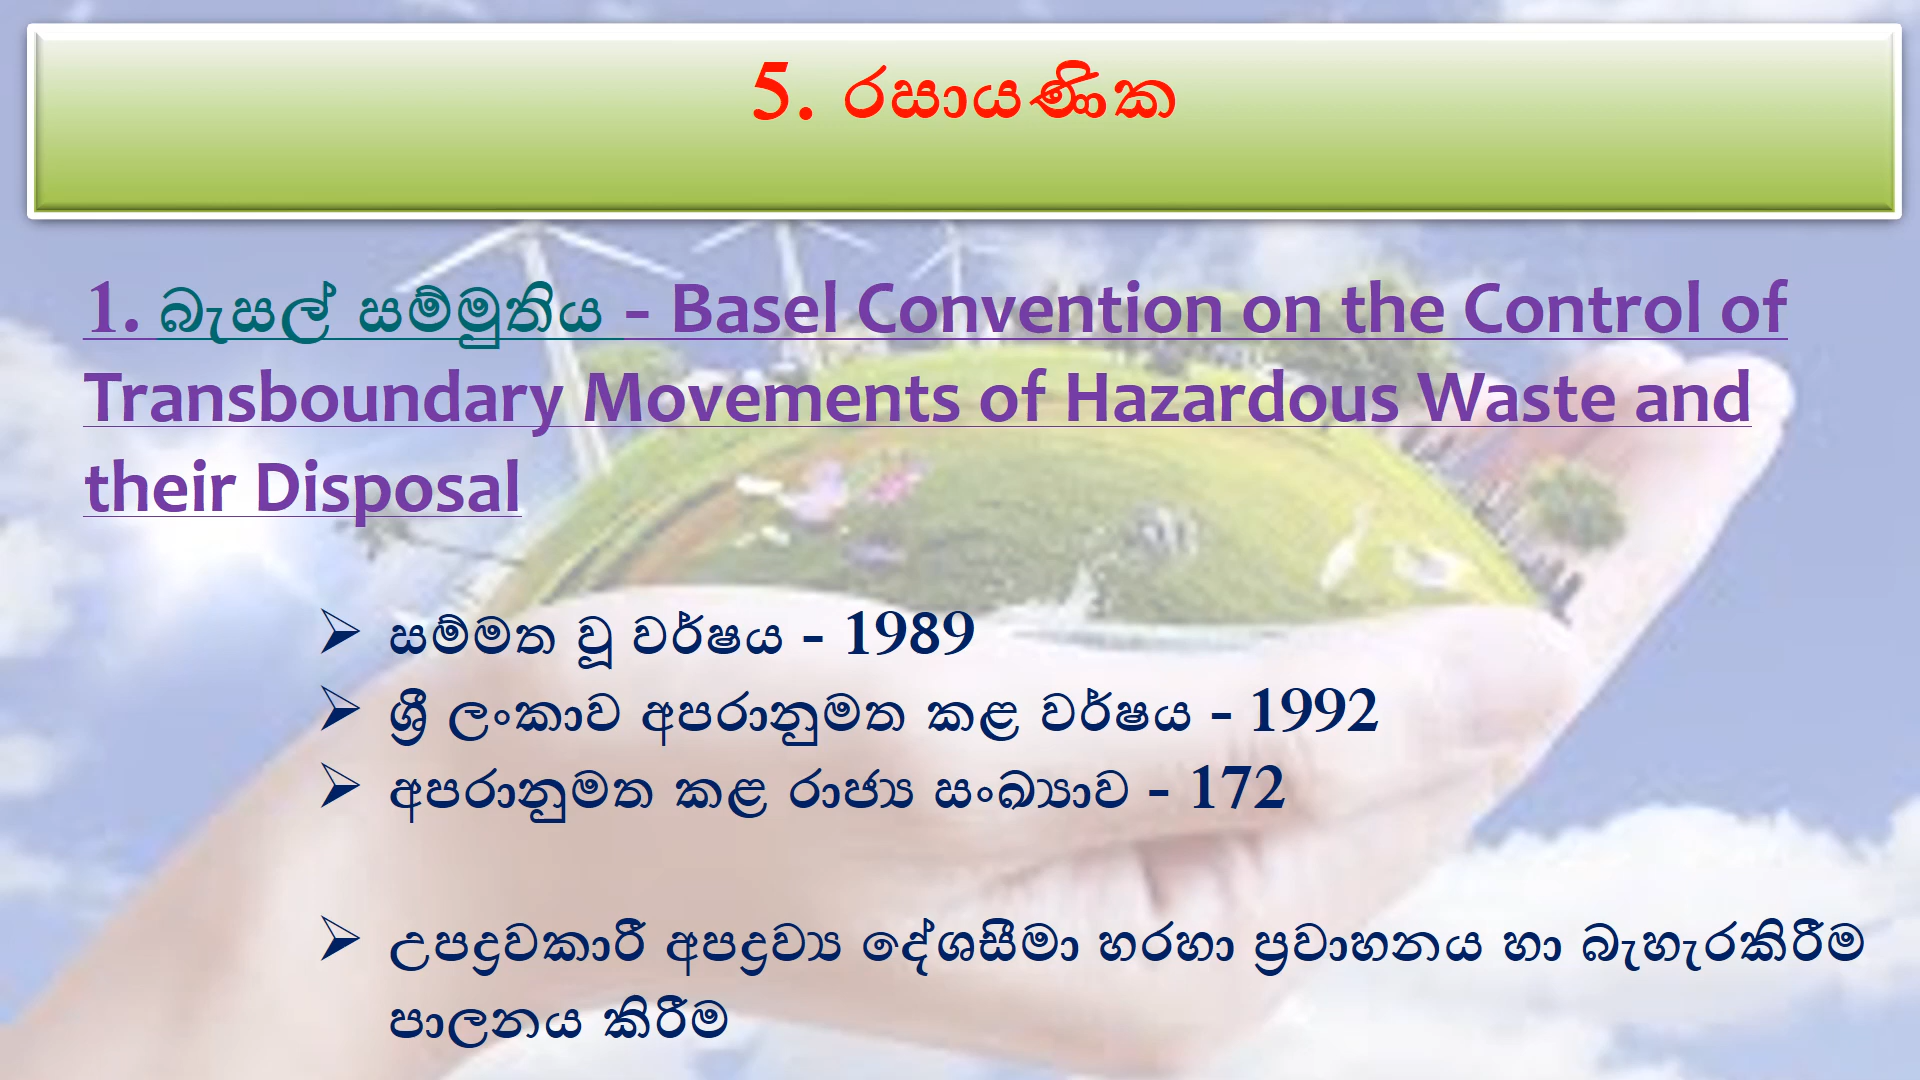 5. රසායණික
1. බැසල් සම්මුතිය - Basel Convention on the Control of
Transboundary Movements of Hazardous Waste and
their Disposal
➢ සම්මත වූ වර්ෂය - 1989
➢ ශ්‍රී ලංකාව අපරානුමත කළ වර්ෂය - 1992
➢ අපරානුමත කළ රාජ්‍ය සංඛ්‍යාව - 172
➢ උපද්‍රවකාරී අපද්‍රව්‍ය දේශසීමා හරහා ප්‍රවාහනය හා බැහැරකිරීම
පාලනය කිරීම